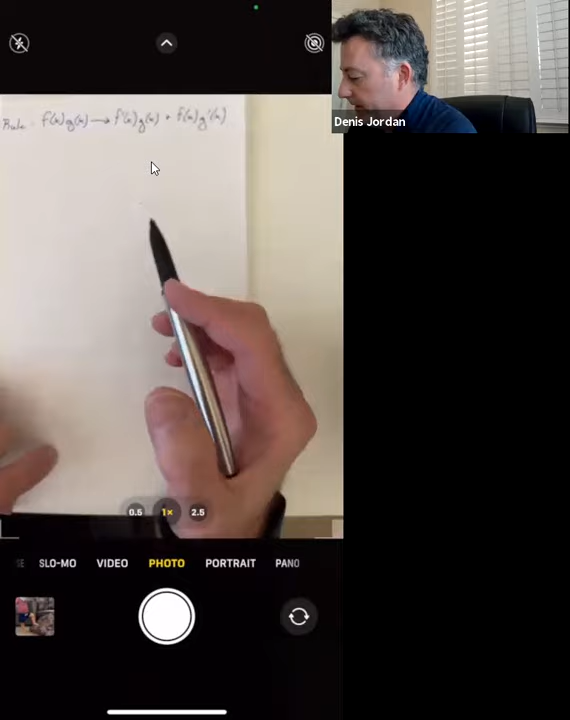 Denis Jordan
Rule - f(x)g(x) → f'(x)g(x) + f(x)g'(x)
0.5 1× 2.5
SLO-MO VIDEO PHOTO PORTRAIT PANO